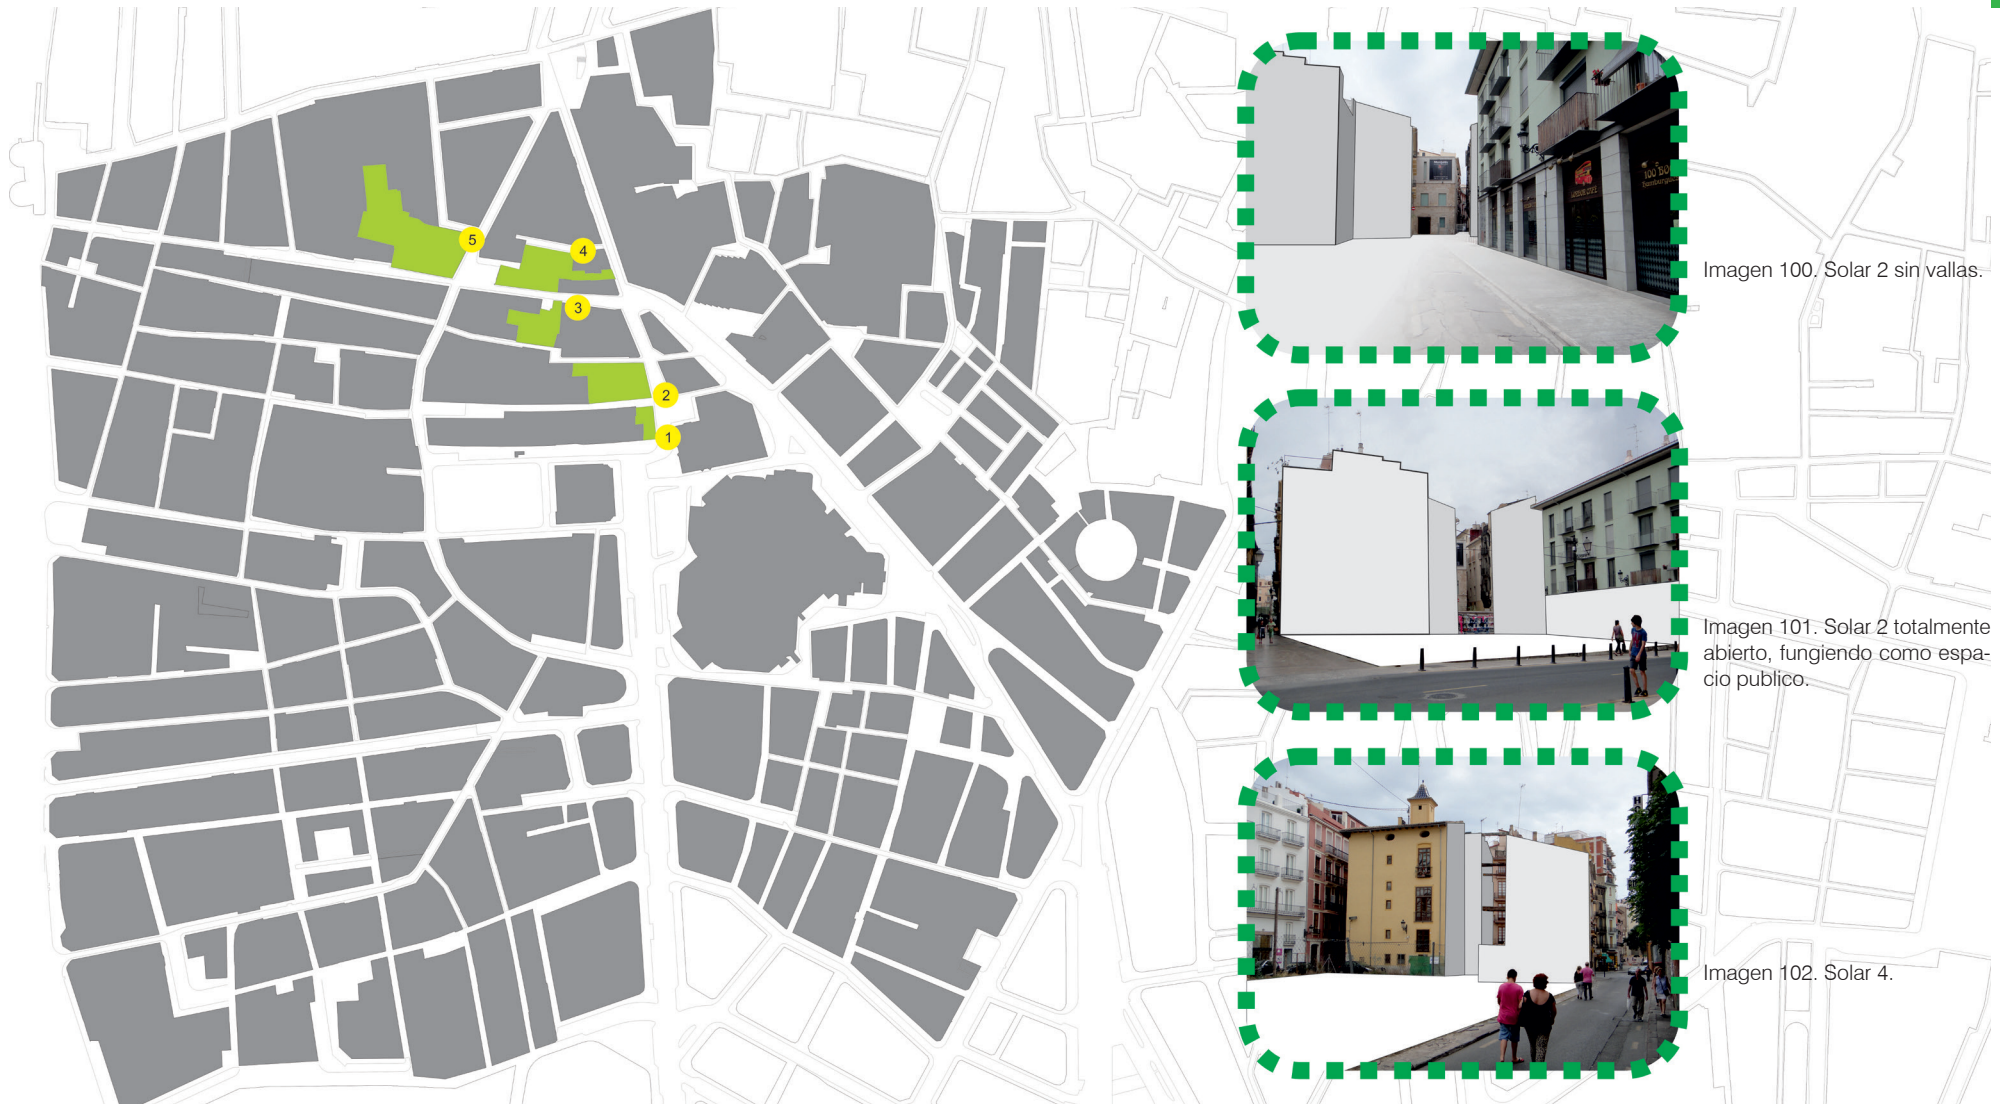 5
4
3
2
1
100
Imagen 100. Solar 2 sin vallas.
Imagen 101. Solar 2 totalmente
abierto, fungiendo como espa-
cio publico.
Imagen 102. Solar 4.